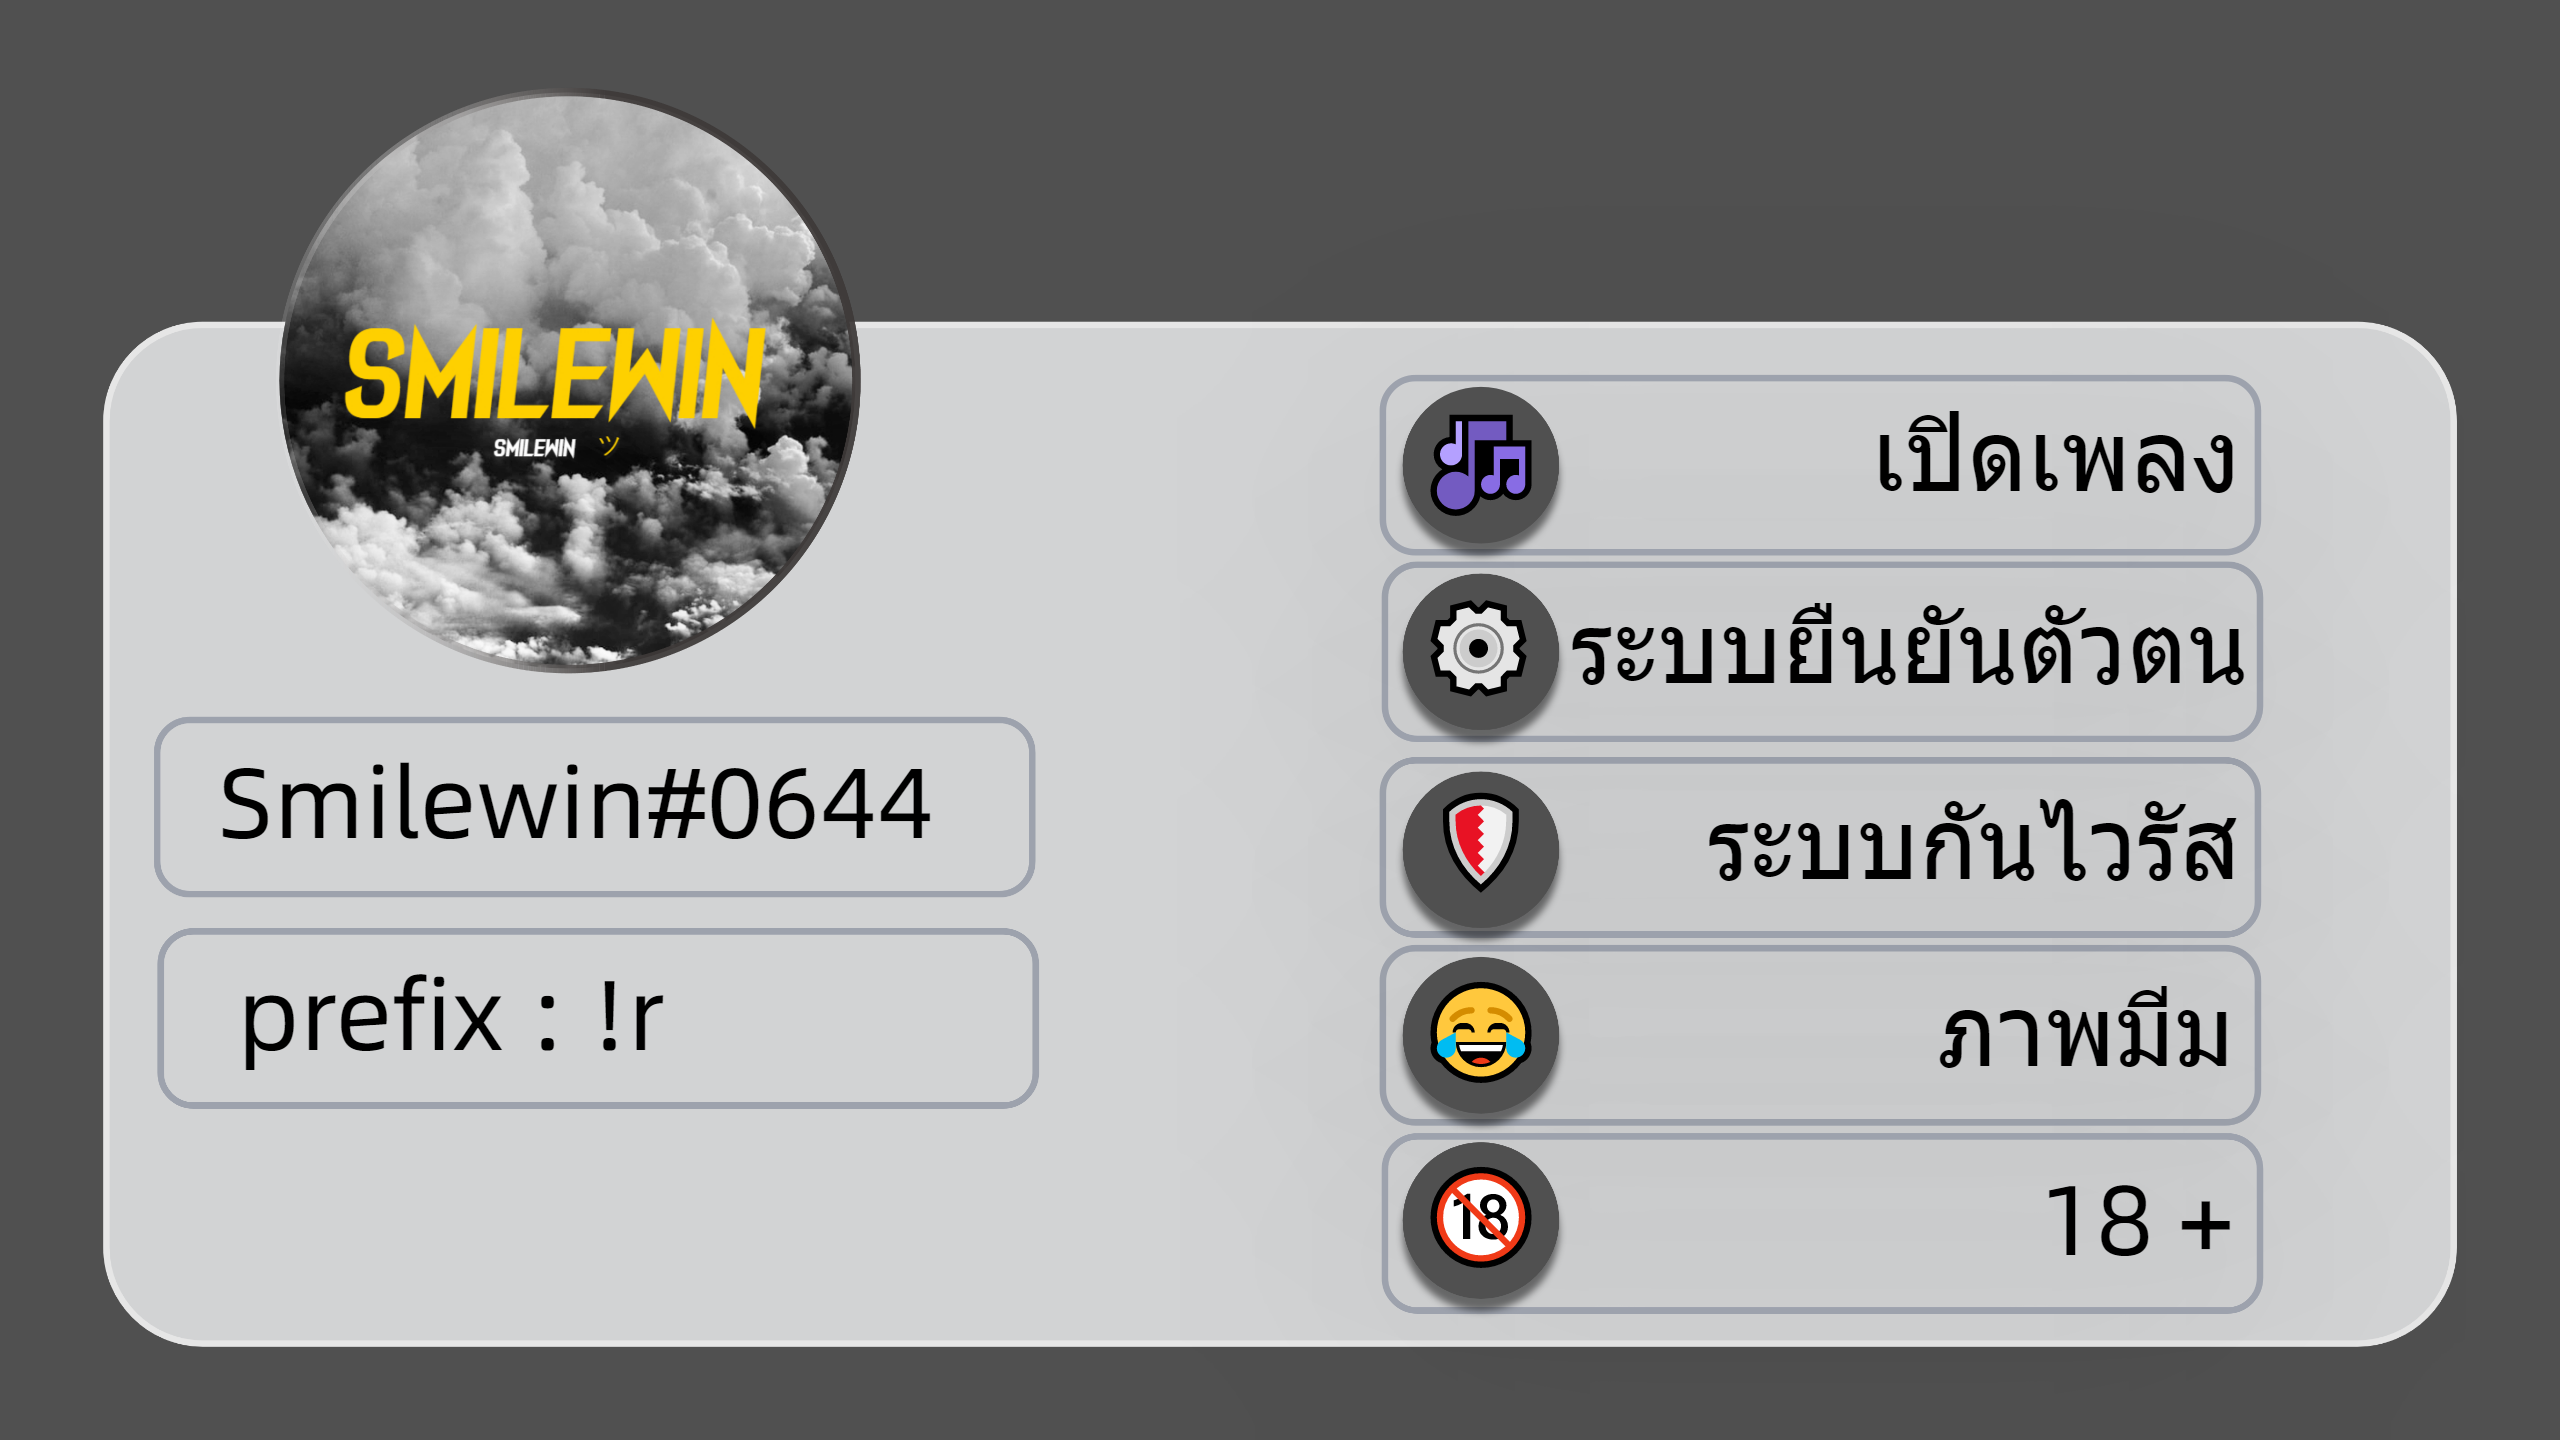 SMILEWIN
SMILEWIN ツ
Smilewin#0644
prefix : !r
เปิดเพลง
ระบบยืนยันตัวตน
ระบบกันไวรัส
ภาพมีม
18
18 +